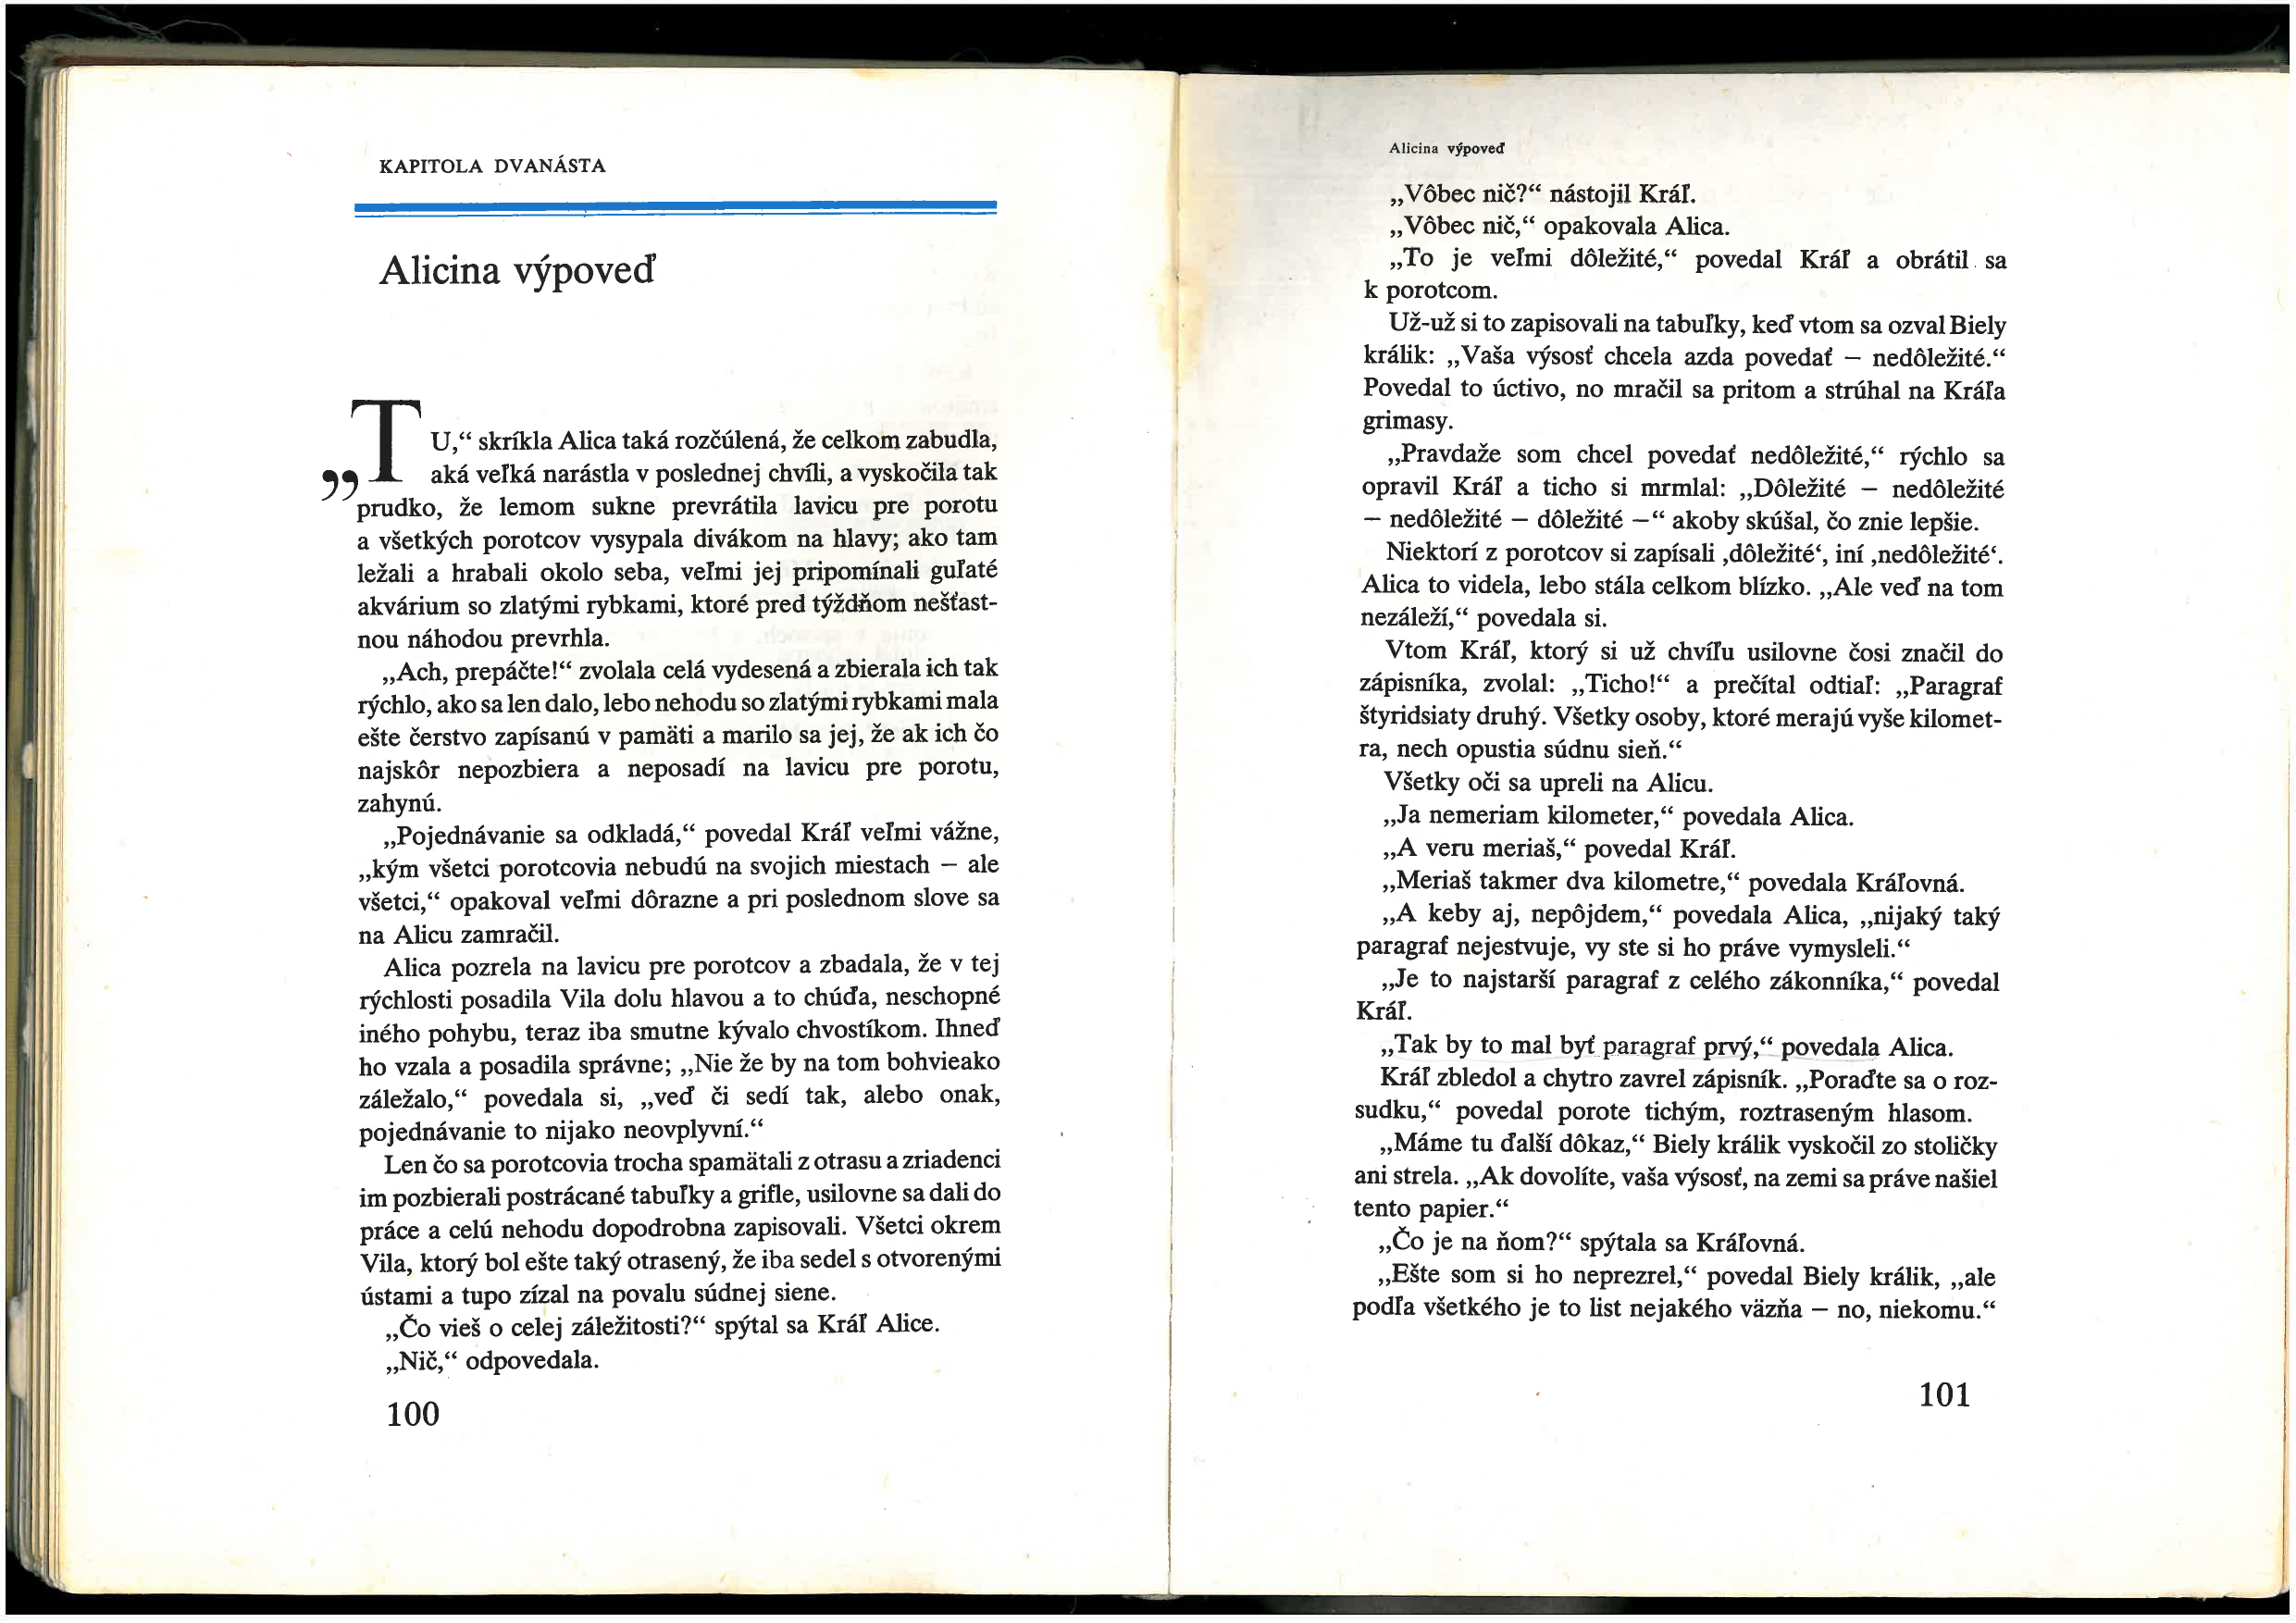 KAPITOLA DVANÁSTA
Alicina výpoveď
„TU,“ skríkla Alica taká rozčúlená, že celkom zabudla,
aká veľká narástla v poslednej chvíli, a vyskočila tak
prudko, že lemom sukne prevrátila lavicu pre porotu
a všetkých porotcov vysypala divákom na hlavy; ako tam
ležali a hrabali okolo seba, veľmi jej pripomínali guľaté
akvárium so zlatými rybkami, ktoré pred týždňom nešťast-
nou náhodou prevrhla.
„Ach, prepáčte!“ zvolala celá vydesená a zbierala ich tak
rýchlo, ako sa len dalo, lebo nehodu so zlatými rybkami mala
ešte čerstvo zapísanú v pamäti a marilo sa jej, že ak ich čo
najskôr nepozbiera a neposadí na lavicu pre porotu,
zahynú.
„Pojednávanie sa odkladá,“ povedal Kráľ veľmi vážne,
„kým všetci porotcovia nebudú na svojich miestach – ale
všetci,“ opakoval veľmi dôrazne a pri poslednom slove sa
na Alicu zamračil.
Alica pozrela na lavicu pre porotcov a zbadala, že v tej
rýchlosti posadila Vila dolu hlavou a to chúďa, neschopné
iného pohybu, teraz iba smutne kývalo chvostíkom. Ihneď
ho vzala a posadila správne; „Nie že by na tom bohvieako
záležalo,“ povedala si, „veď či sedí tak, alebo onak,
pojednávanie to nijako neovplyvní.“
Len čo sa porotcovia trocha spamätali z otrasu a zriadenci
im pozbierali postrácané tabuľky a grifle, usilovne sa dali do
práce a celú nehodu dopodrobna zapisovali. Všetci okrem
Vila, ktorý bol ešte taký otrasený, že iba sedel s otvorenými
ústami a tupo zízal na povalu súdnej siene.
„Čo vieš o celej záležitosti?“ spýtal sa Kráľ Alice.
„Nič,“ odpovedala.
100
Alicina výpoveď
„Vôbec nič?“ nástojil Kráľ.
„Vôbec nič,“ opakovala Alica.
„To je veľmi dôležité,“ povedal Kráľ a obrátil sa
k porotcom.
Už-už si to zapisovali na tabuľky, keď vtom sa ozval Biely
králik: „Vaša výsosť chcela azda povedať – nedôležité.“
Povedal to úctivo, no mračil sa pritom a strúhal na Kráľa
grimasy.
„Pravdaže som chcel povedať nedôležité,“ rýchlo sa
opravil Kráľ a ticho si mrmlal: „Dôležité – nedôležité
– nedôležité – dôležité –“ akoby skúšal, čo znie lepšie.
Niektorí z porotcov si zapísali ‚dôležité‘, iní ‚nedôležité‘.
Alica to videla, lebo stála celkom blízko. „Ale veď na tom
nezáleží,“ povedala si.
Vtom Kráľ, ktorý si už chvíľu usilovne čosi značil do
zápisníka, zvolal: „Ticho!“ a prečítal odtiaľ: „Paragraf
štyridsiaty druhý. Všetky osoby, ktoré merajú vyše kilomet-
ra, nech opustia súdnu sieň.“
Všetky oči sa upreli na Alicu.
„Ja nemeriam kilometer,“ povedala Alica.
„A veru meriaš,“ povedal Kráľ.
„Meriaš takmer dva kilometre,“ povedala Kráľovná.
„A keby aj, nepôjdem,“ povedala Alica, „nijaký taký
paragraf nejestvuje, vy ste si ho práve vymysleli.“
„Je to najstarší paragraf z celého zákonníka,“ povedal
Kráľ.
„Tak by to mal byť paragraf prvý,“ povedala Alica.
Kráľ zbledol a chytro zavrel zápisník. „Poraďte sa o roz-
sudku,“ povedal porote tichým, roztraseným hlasom.
„Máme tu ďalší dôkaz,“ Biely králik vyskočil zo stoličky
ani strela. „Ak dovolíte, vaša výsosť, na zemi sa práve našiel
tento papier.“
„Čo je na ňom?“ spýtala sa Kráľovná.
„Ešte som si ho neprezrel,“ povedal Biely králik, „ale
podľa všetkého je to list nejakého väzňa – no, niekomu.“
101